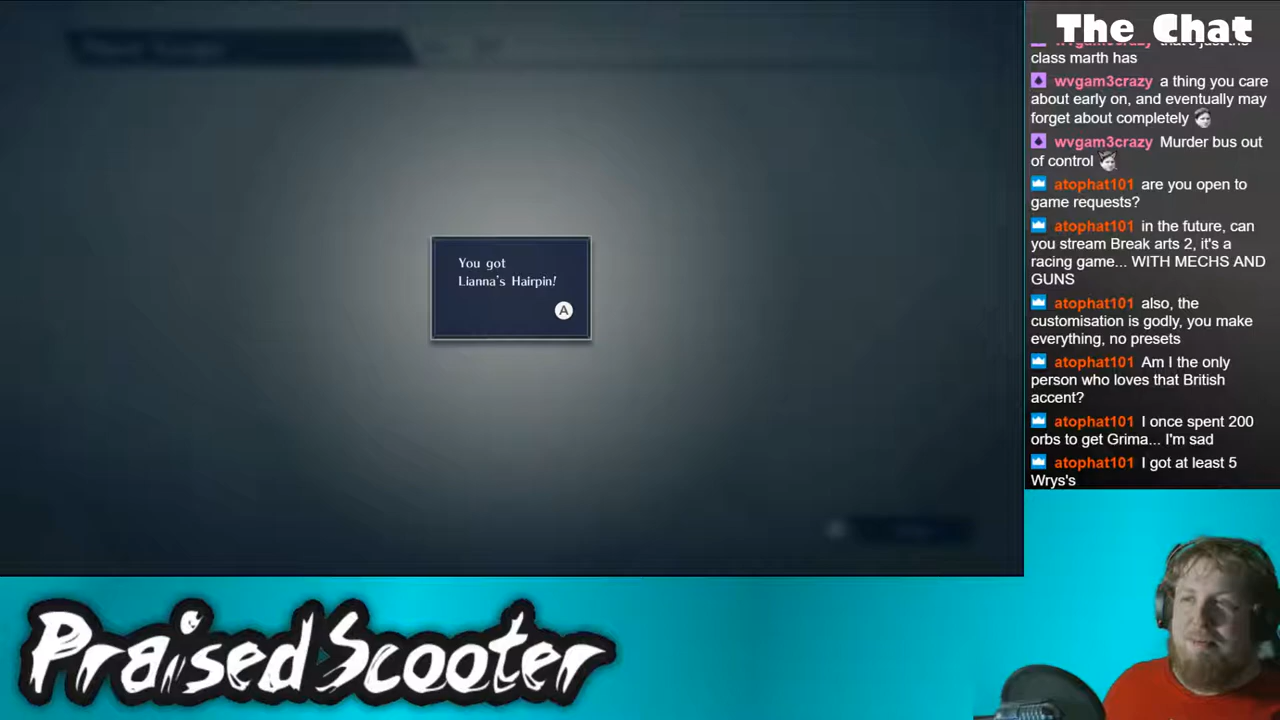 The Chat
class marth has
wvgam3crazy a thing you care
about early on, and eventually may
forget about completely
wvgam3crazy Murder bus out
of control
atophat101 are you open to
game requests?
atophat101 in the future, can
you stream Break arts 2, it's a
racing game... WITH MECHS AND
GUNS
atophat101 also, the
customisation is godly, you make
everything, no presets
atophat101 Am I the only
person who loves that British
accent?
atophat101 I once spent 200
orbs to get Grima... I'm sad
atophat101 I got at least 5
Wrys's
You got
Lianna's Hairpin!
A
PraisedScooter